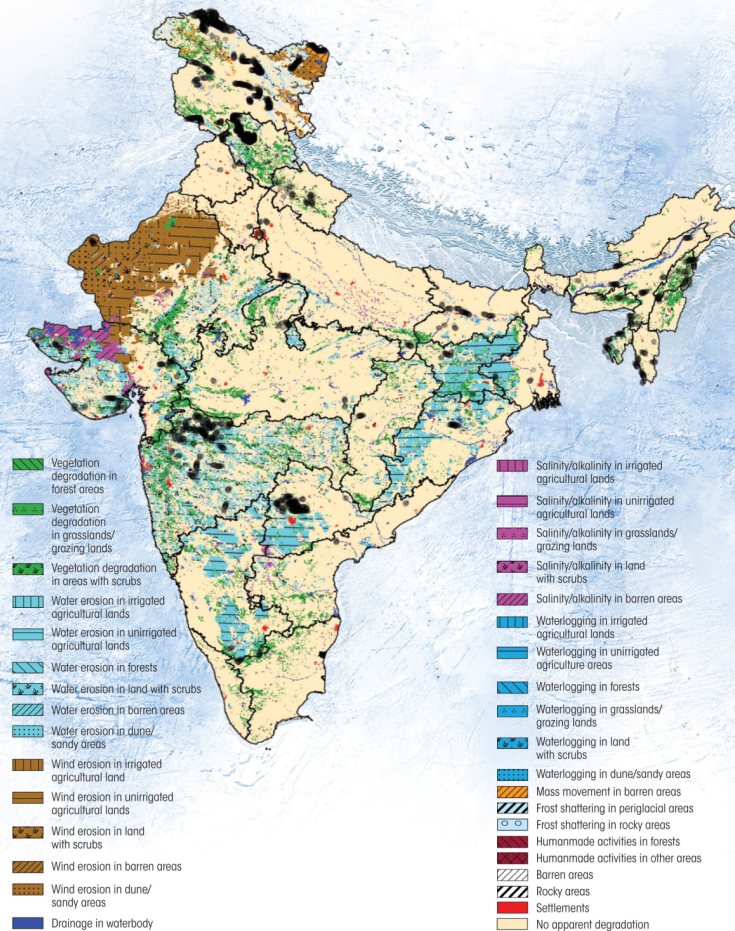 Vegetation
degradation in
forest areas
Vegetation
degradation
in grasslands/
grazing lands
Vegetation degradation
in areas with scrubs
Water erosion in irrigated
agricultural lands
Water erosion in unirrigated
agricultural lands
Water erosion in forests
Water erosion in land with scrubs
Water erosion in barren areas
Water erosion in dune/
sandy areas
Wind erosion in irrigated
agricultural land
Wind erosion in unirrigated
agricultural lands
Wind erosion in land
with scrubs
Wind erosion in barren areas
Wind erosion in dune/
sandy areas
Drainage in waterbody
Salinity/alkalinity in irrigated
agricultural lands
Salinity/alkalinity in unirrigated
agricultural lands
Salinity/alkalinity in grasslands/
grazing lands
Salinity/alkalinity in land
with scrubs
Salinity/alkalinity in barren areas
Waterlogging in irrigated
agricultural lands
Waterlogging in unirrigated
agriculture areas
Waterlogging in forests
Waterlogging in grasslands/
grazing lands
Waterlogging in land
with scrubs
Waterlogging in dune/sandy areas
Mass movement in barren areas
Frost shattering in periglacial areas
Frost shattering in rocky areas
Humanmade activities in forests
Humanmade activities in other areas
Barren areas
Rocky areas
Settlements
No apparent degradation